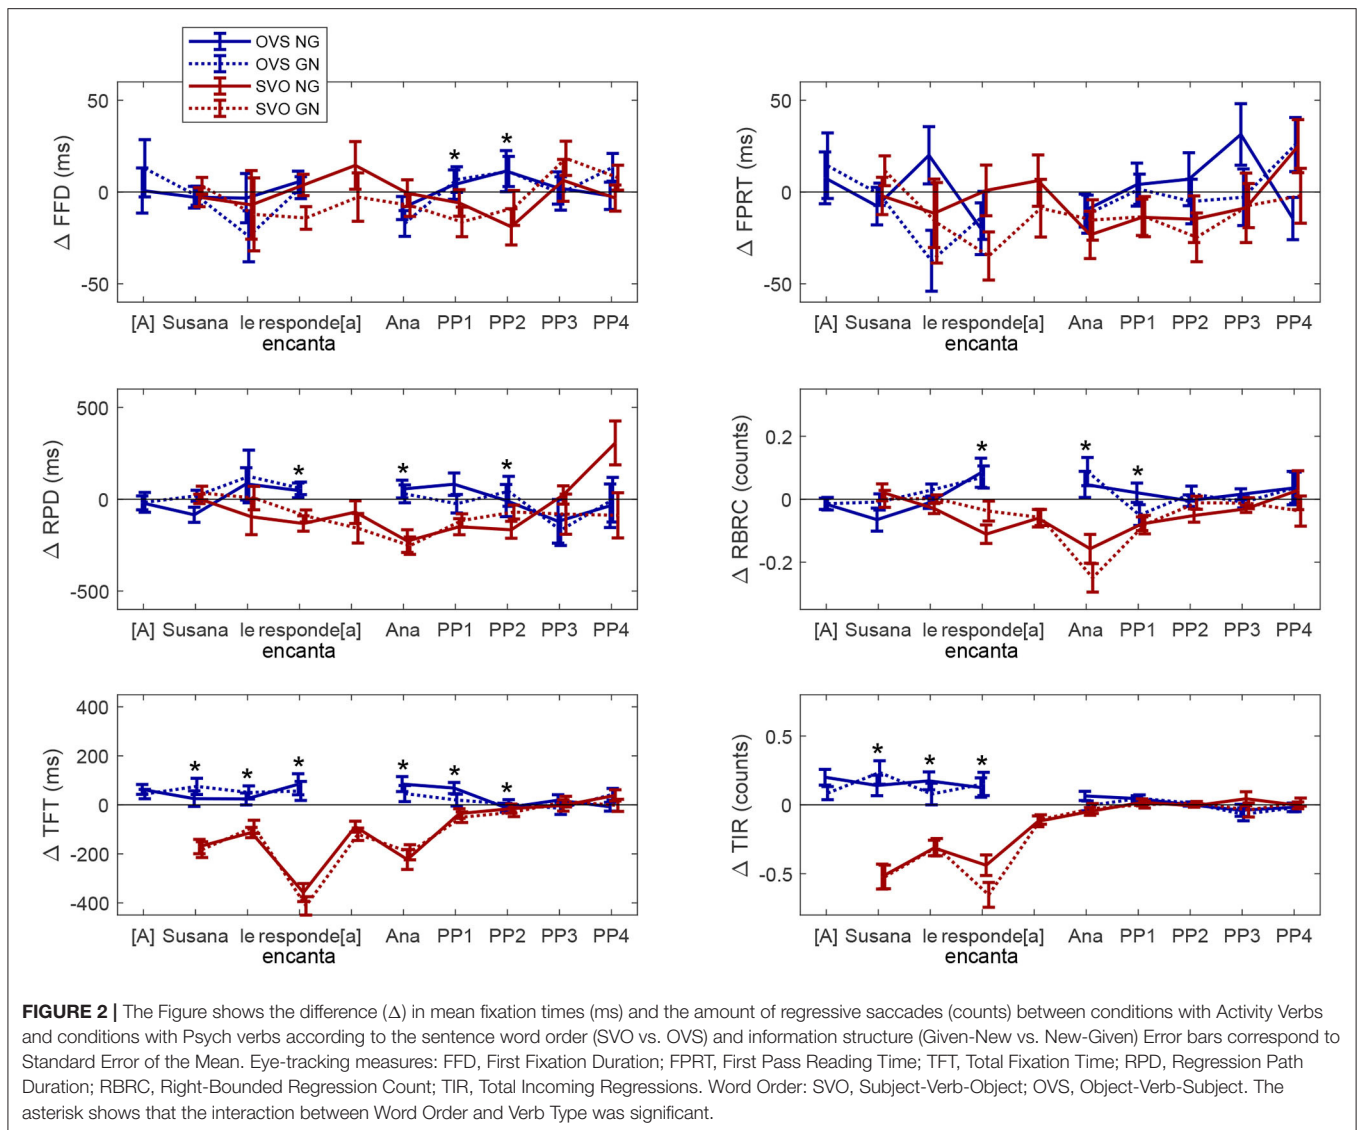 OVS NG
OVS GN
SVO NG
SVO GN
Δ FFD (ms)
50
0
-50
* *
[A] Susana le responde[a] Ana PP1 PP2 PP3 PP4
encanta
Δ FPRT (ms)
50
0
-50
[A] Susana le responde[a] Ana PP1 PP2 PP3 PP4
encanta
Δ RPD (ms)
500
0
-500
* * *
[A] Susana le responde[a] Ana PP1 PP2 PP3 PP4
encanta
Δ RBRC (counts)
0.2
0
-0.2
* * *
[A] Susana le responde[a] Ana PP1 PP2 PP3 PP4
encanta
Δ TFT (ms)
400
200
0
-200
-400
* * * * * *
[A] Susana le responde[a] Ana PP1 PP2 PP3 PP4
encanta
Δ TIR (counts)
0.5
0
-0.5
* * *
[A] Susana le responde[a] Ana PP1 PP2 PP3 PP4
encanta
FIGURE 2 | The Figure shows the difference (Δ) in mean fixation times (ms) and the amount of regressive saccades (counts) between conditions with Activity Verbs
and conditions with Psych verbs according to the sentence word order (SVO vs. OVS) and information structure (Given-New vs. New-Given) Error bars correspond to
Standard Error of the Mean. Eye-tracking measures: FFD, First Fixation Duration; FPRT, First Pass Reading Time; TFT, Total Fixation Time; RPD, Regression Path
Duration; RBRC, Right-Bounded Regression Count; TIR, Total Incoming Regressions. Word Order: SVO, Subject-Verb-Object; OVS, Object-Verb-Subject. The
asterisk shows that the interaction between Word Order and Verb Type was significant.